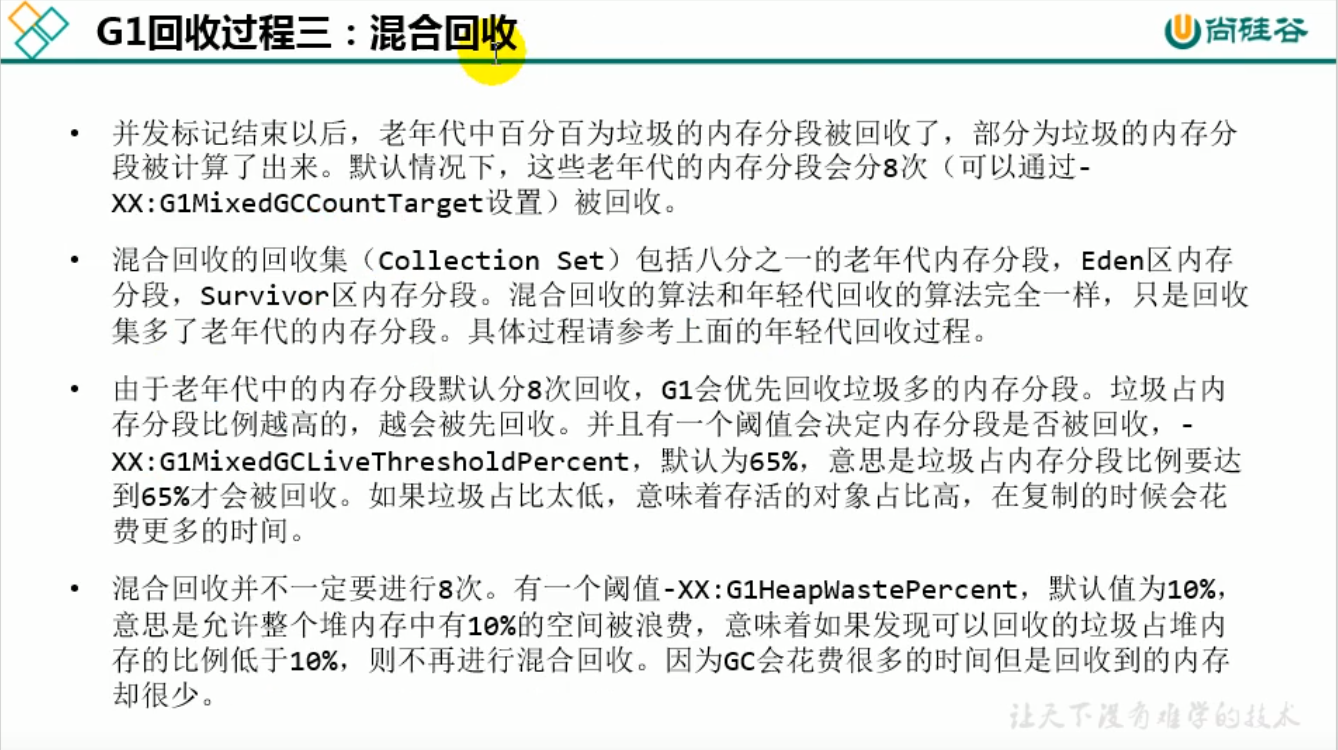 G1回收过程三：混合回收
尚硅谷
• 并发标记结束以后，老年代中百分百为垃圾的内存分段被回收了，部分为垃圾的内存分
段被计算了出来。默认情况下，这些老年代的内存分段会分8次（可以通过-
XX:G1MixedGCCountTarget设置）被回收。
• 混合回收的回收集（Collection Set）包括八分之一的老年代内存分段，Eden区内存
分段，Survivor区内存分段。混合回收的算法和年轻代回收的算法完全一样，只是回收
集多了老年代的内存分段。具体过程请参考上面的年轻代回收过程。
• 由于老年代中的内存分段默认分8次回收，G1会优先回收垃圾多的内存分段。垃圾占内
存分段比例越高的，越会被先回收。并且有一个阈值会决定内存分段是否被回收，-
XX:G1MixedGCLiveThresholdPercent，默认为65%，意思是垃圾占内存分段比例要达
到65%才会被回收。如果垃圾占比太低，意味着存活的对象占比高，在复制的时候会花
费更多的时间。
• 混合回收并不一定要进行8次。有一个阈值-XX:G1HeapWastePercent，默认值为10%，
意思是允许整个堆内存中有10%的空间被浪费，意味着如果发现可以回收的垃圾占堆内
存的比例低于10%，则不再进行混合回收。因为GC会花费很多的时间但是回收到的内存
却很少。
让天下没有难学的技术